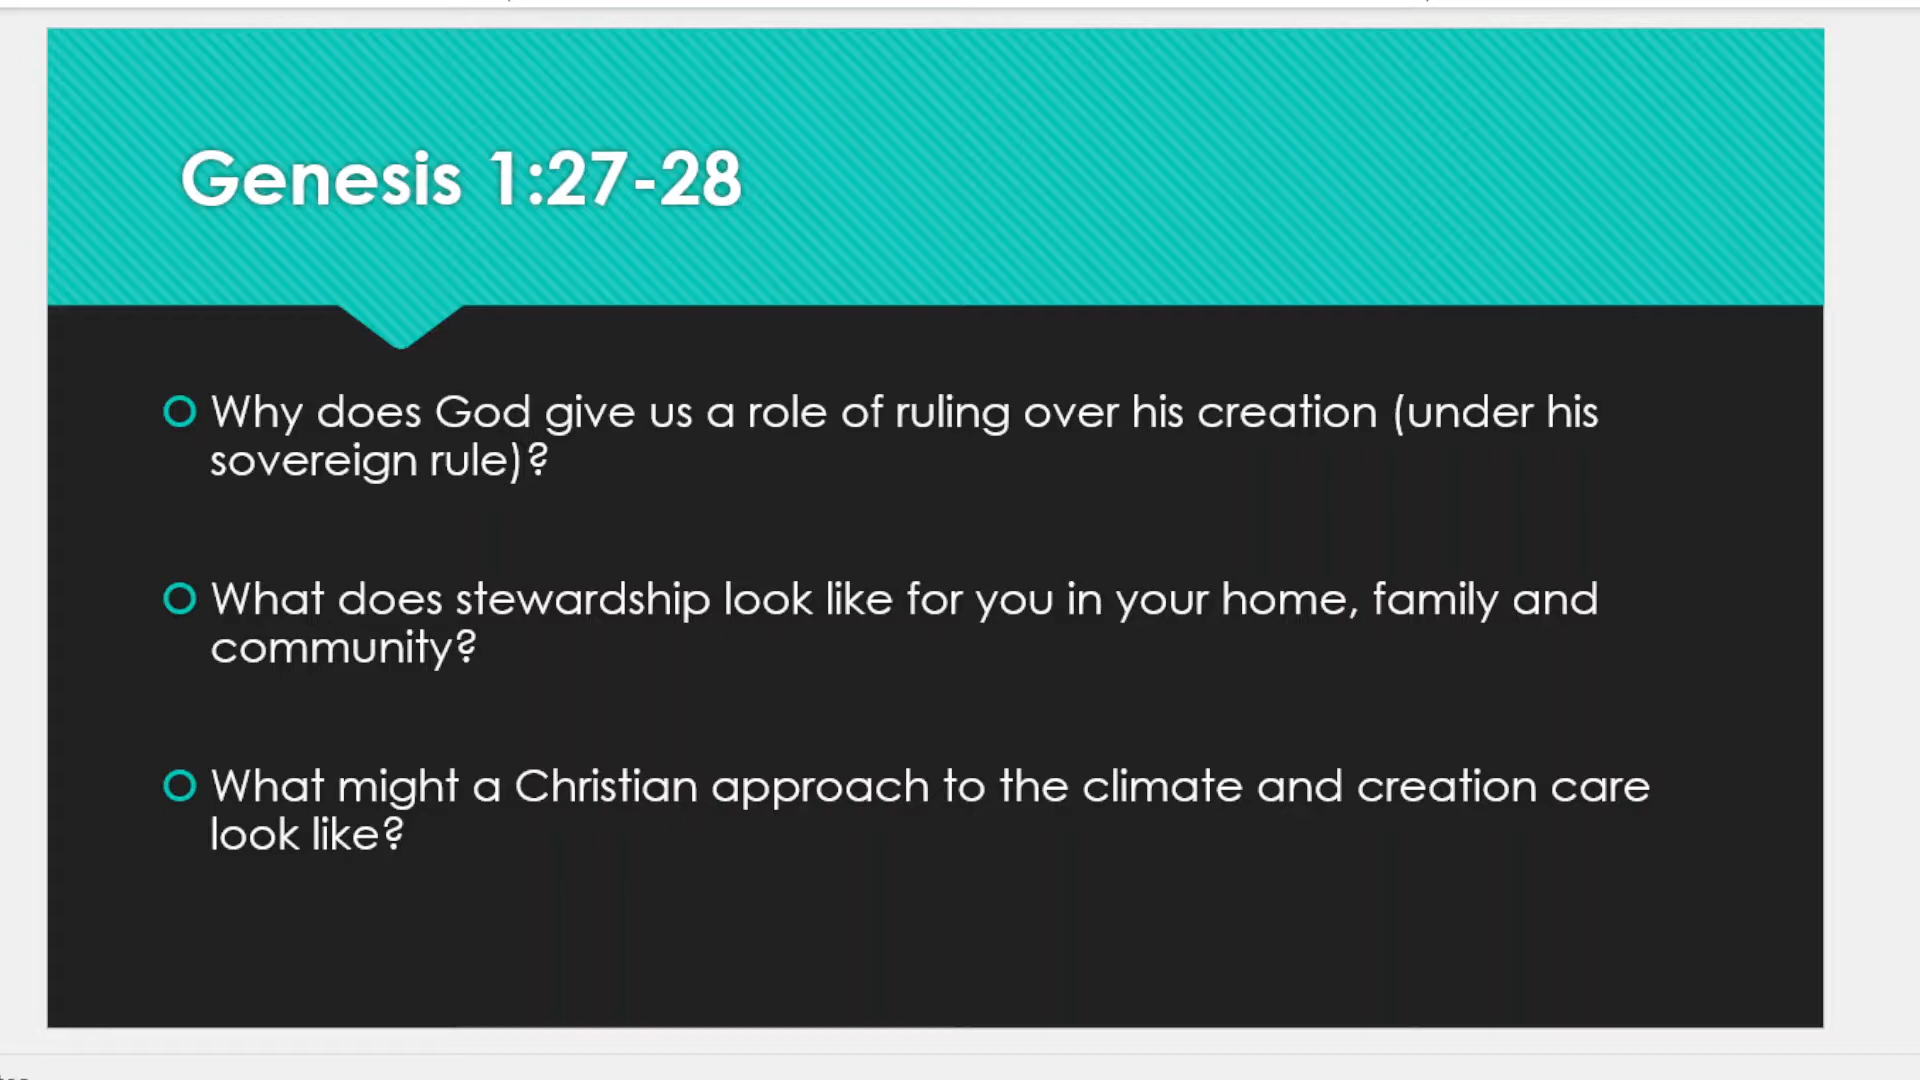 Genesis 1:27-28
Why does God give us a role of ruling over his creation (under his
sovereign rule)?
What does stewardship look like for you in your home, family and
community?
What might a Christian approach to the climate and creation care
look like?